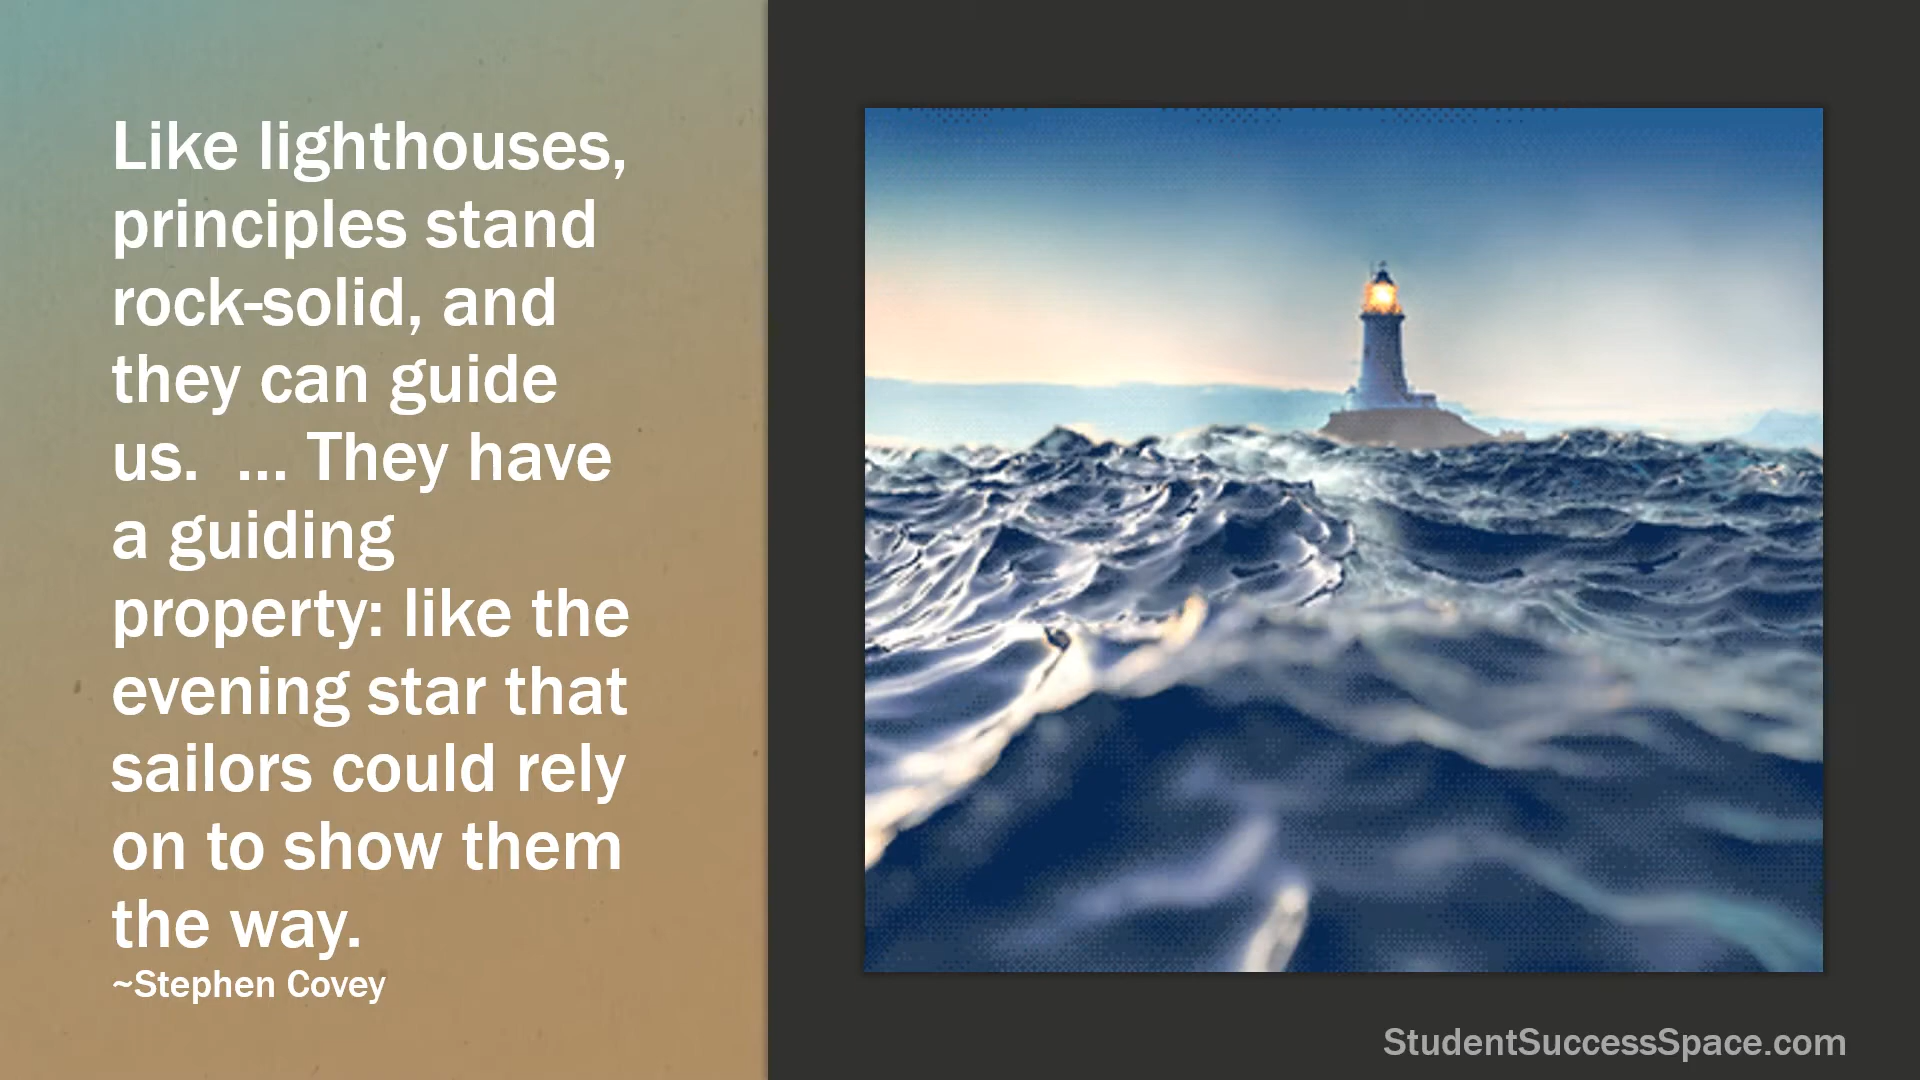 Like lighthouses,
principles stand
rock-solid, and
they can guide
us.  ... They have
a guiding
property: like the
evening star that
sailors could rely
on to show them
the way.
~Stephen Covey
StudentSuccessSpace.com